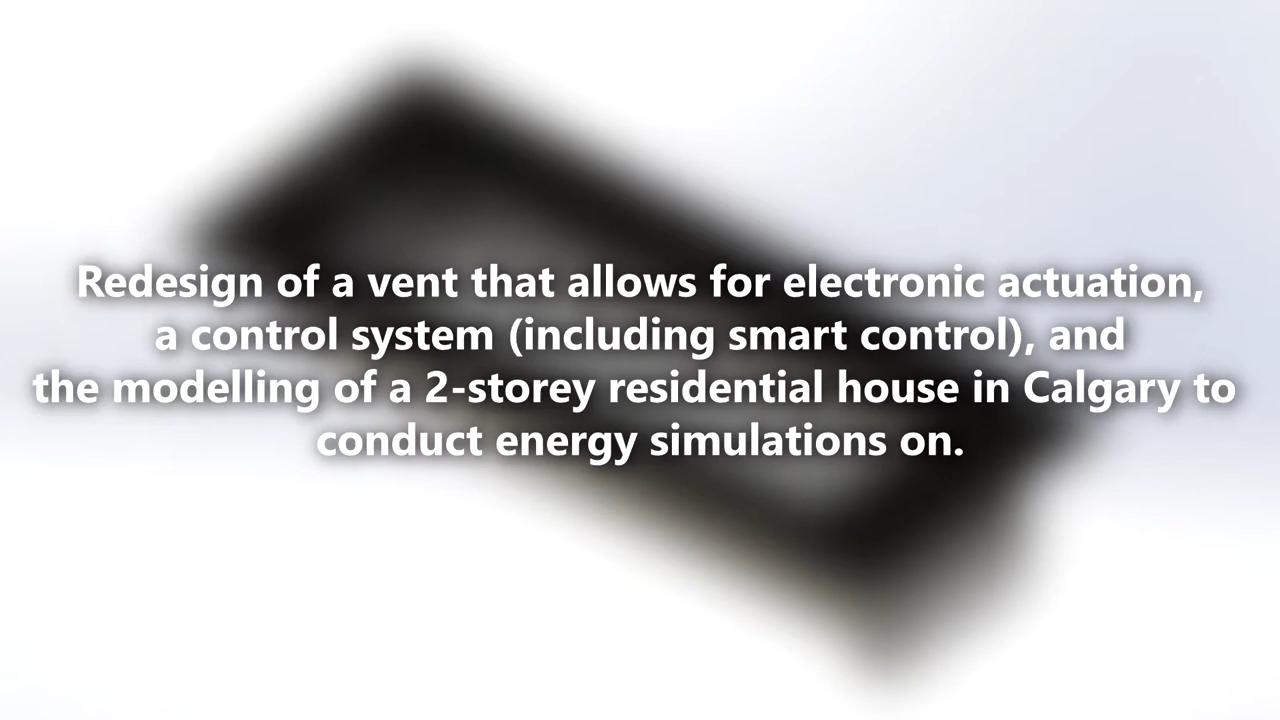 Redesign of a vent that allows for electronic actuation,
a control system (including smart control), and
the modelling of a 2-storey residential house in Calgary to
conduct energy simulations on.